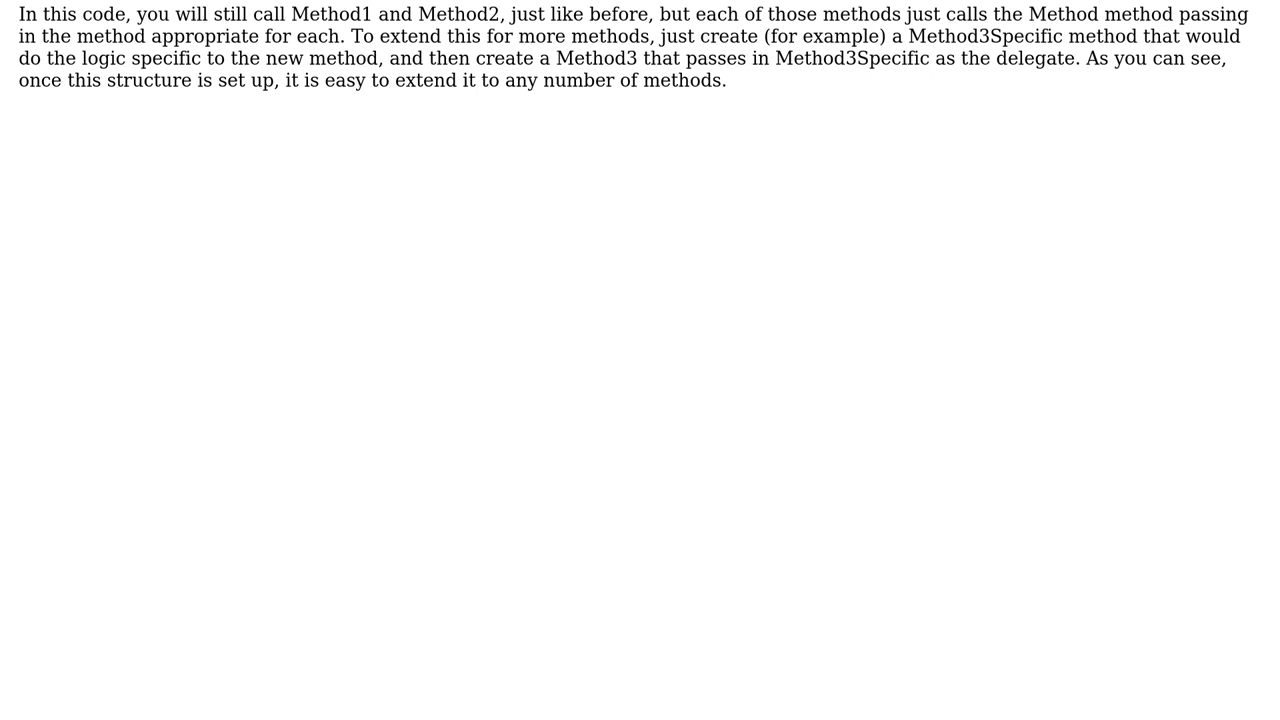 In this code, you will still call Method1 and Method2, just like before, but each of those methods just calls the Method method passing
in the method appropriate for each. To extend this for more methods, just create (for example) a Method3Specific method that would
do the logic specific to the new method, and then create a Method3 that passes in Method3Specific as the delegate. As you can see,
once this structure is set up, it is easy to extend it to any number of methods.